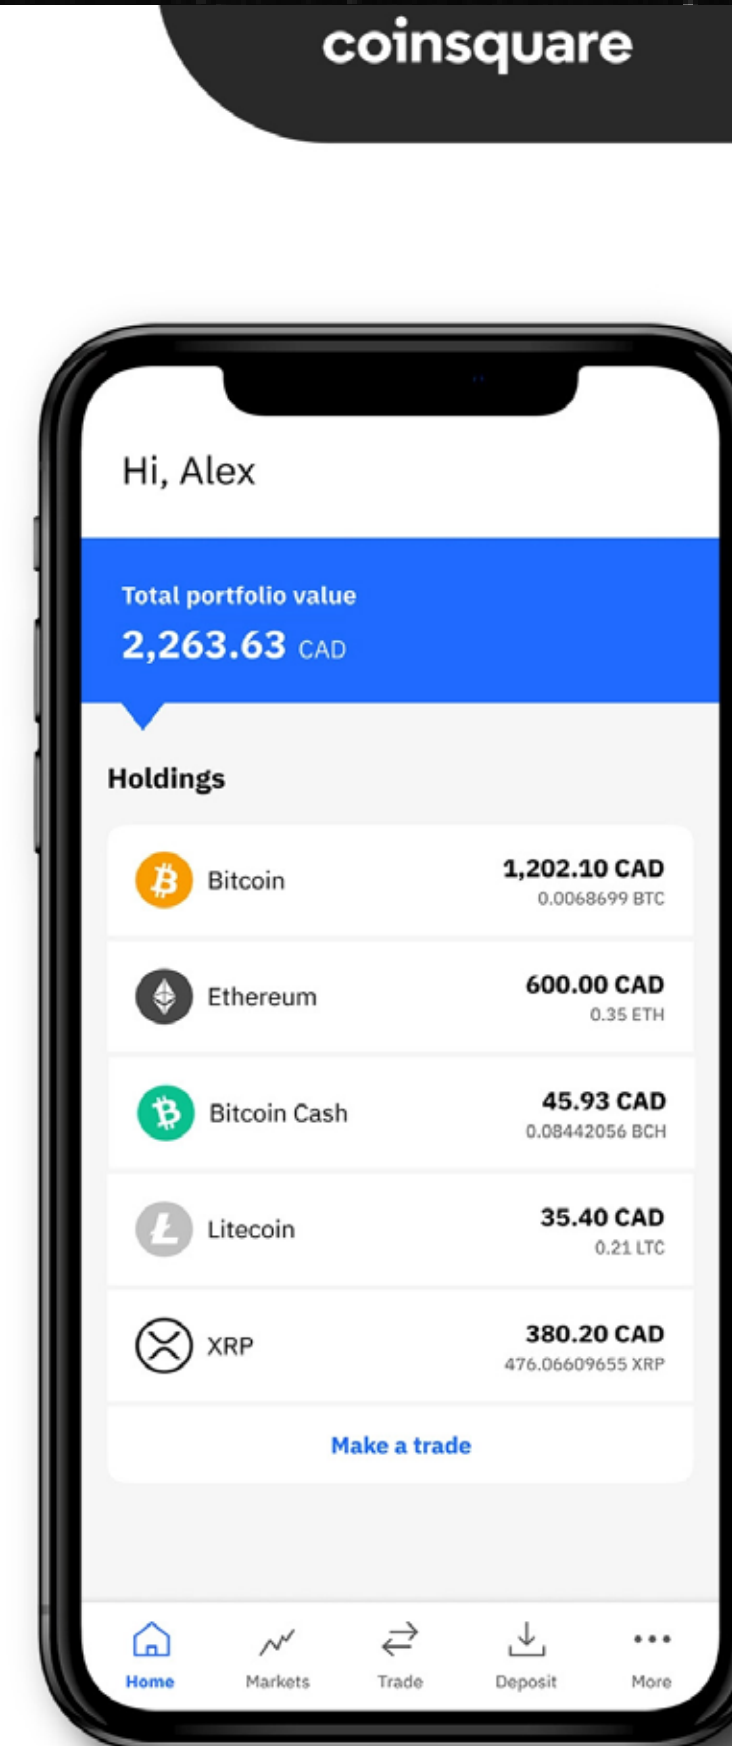 coinsquare
Hi, Alex
Total portfolio value
2,263.63 CAD
Holdings
Bitcoin
1,202.10 CAD
0.0068699 BTC
Ethereum
600.00 CAD
0.35 ETH
Bitcoin Cash
45.93 CAD
0.08442056 BCH
Litecoin
35.40 CAD
0.21 LTC
XRP
380.20 CAD
476.06609655 XRP
Make a trade
Home Markets Trade Deposit More